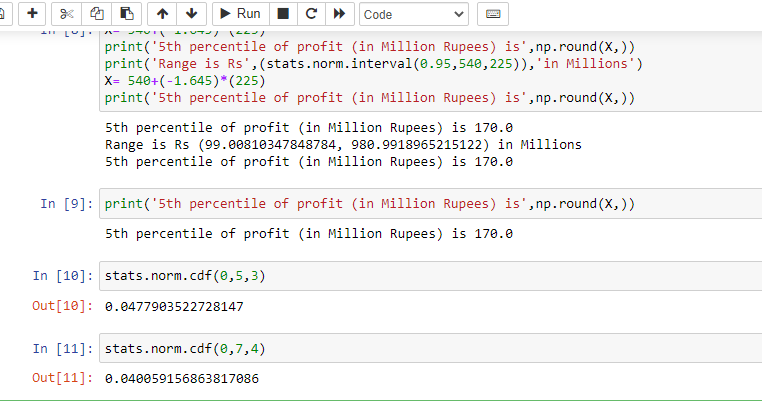 Run
Code
X= 540+(-1.645)*(225)
print('5th percentile of profit (in Million Rupees) is',np.round(X,))
print('Range is Rs',(stats.norm.interval(0.95,540,225)),'in Millions')
X= 540+(-1.645)*(225)
print('5th percentile of profit (in Million Rupees) is',np.round(X,))
5th percentile of profit (in Million Rupees) is 170.0
Range is Rs (99.00810347848784, 980.9918965215122) in Millions
5th percentile of profit (in Million Rupees) is 170.0
In [9]: print('5th percentile of profit (in Million Rupees) is',np.round(X,))
5th percentile of profit (in Million Rupees) is 170.0
In [10]: stats.norm.cdf(0,5,3)
Out[10]: 0.0477903522728147
In [11]: stats.norm.cdf(0,7,4)
Out[11]: 0.040059156863817086